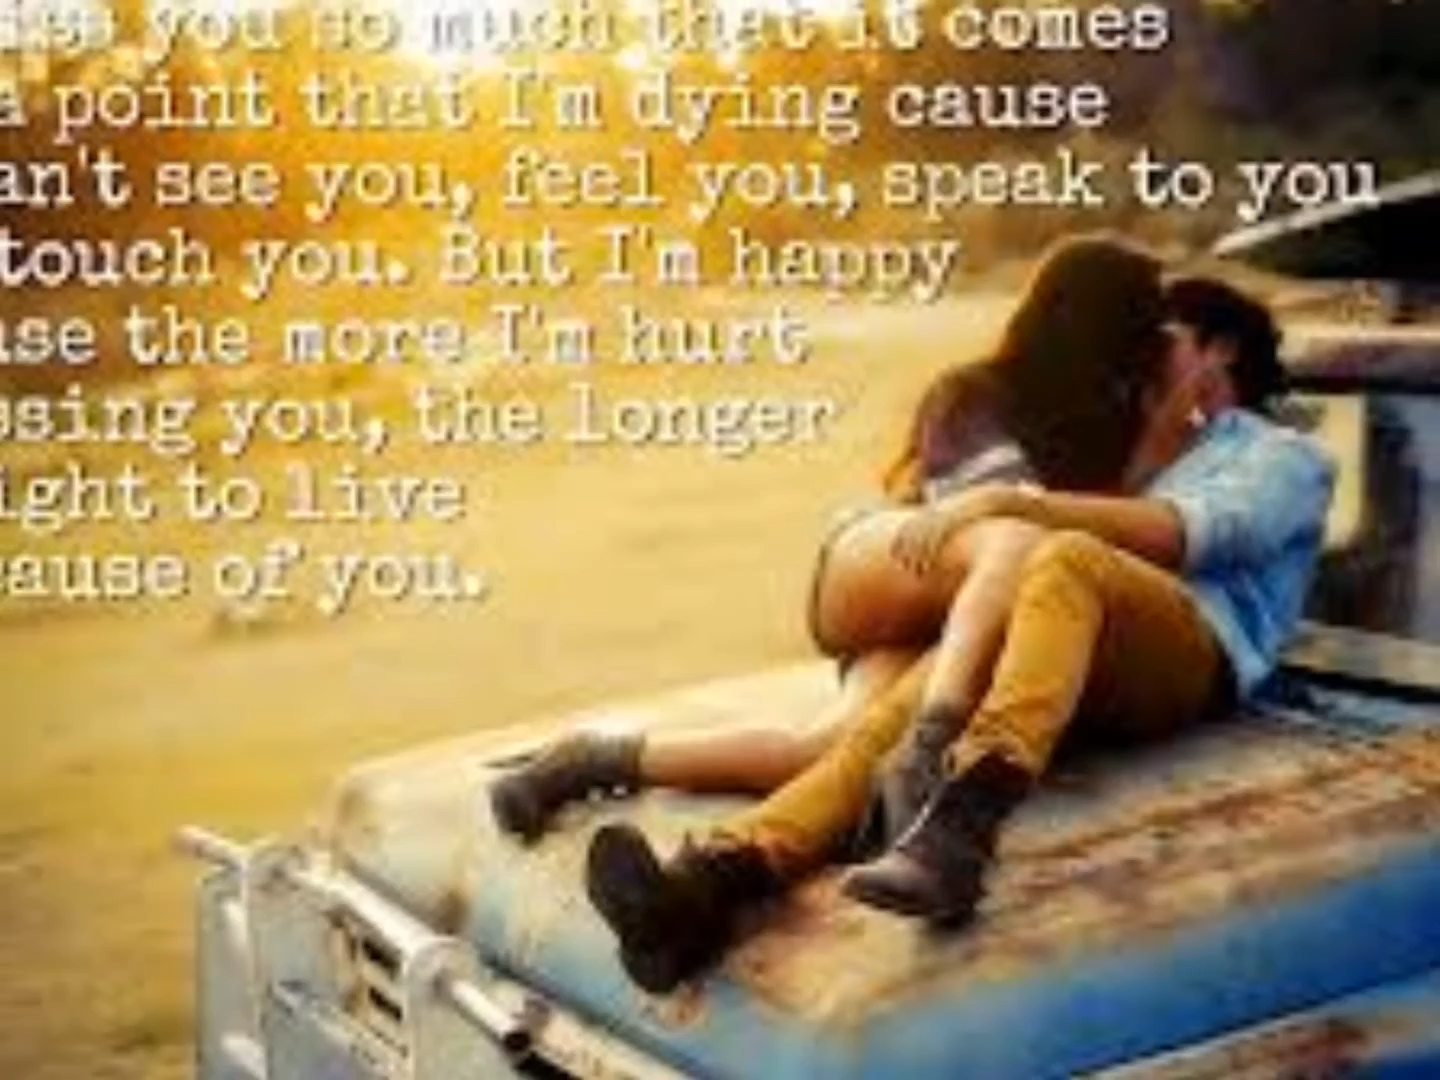 you so much that it comes
a point that I'm dying cause
an't see you, feel you, speak to you
touch you. But I'm happy
use the more I'm hurt
ssing you, the longer
ight to live
cause of you.